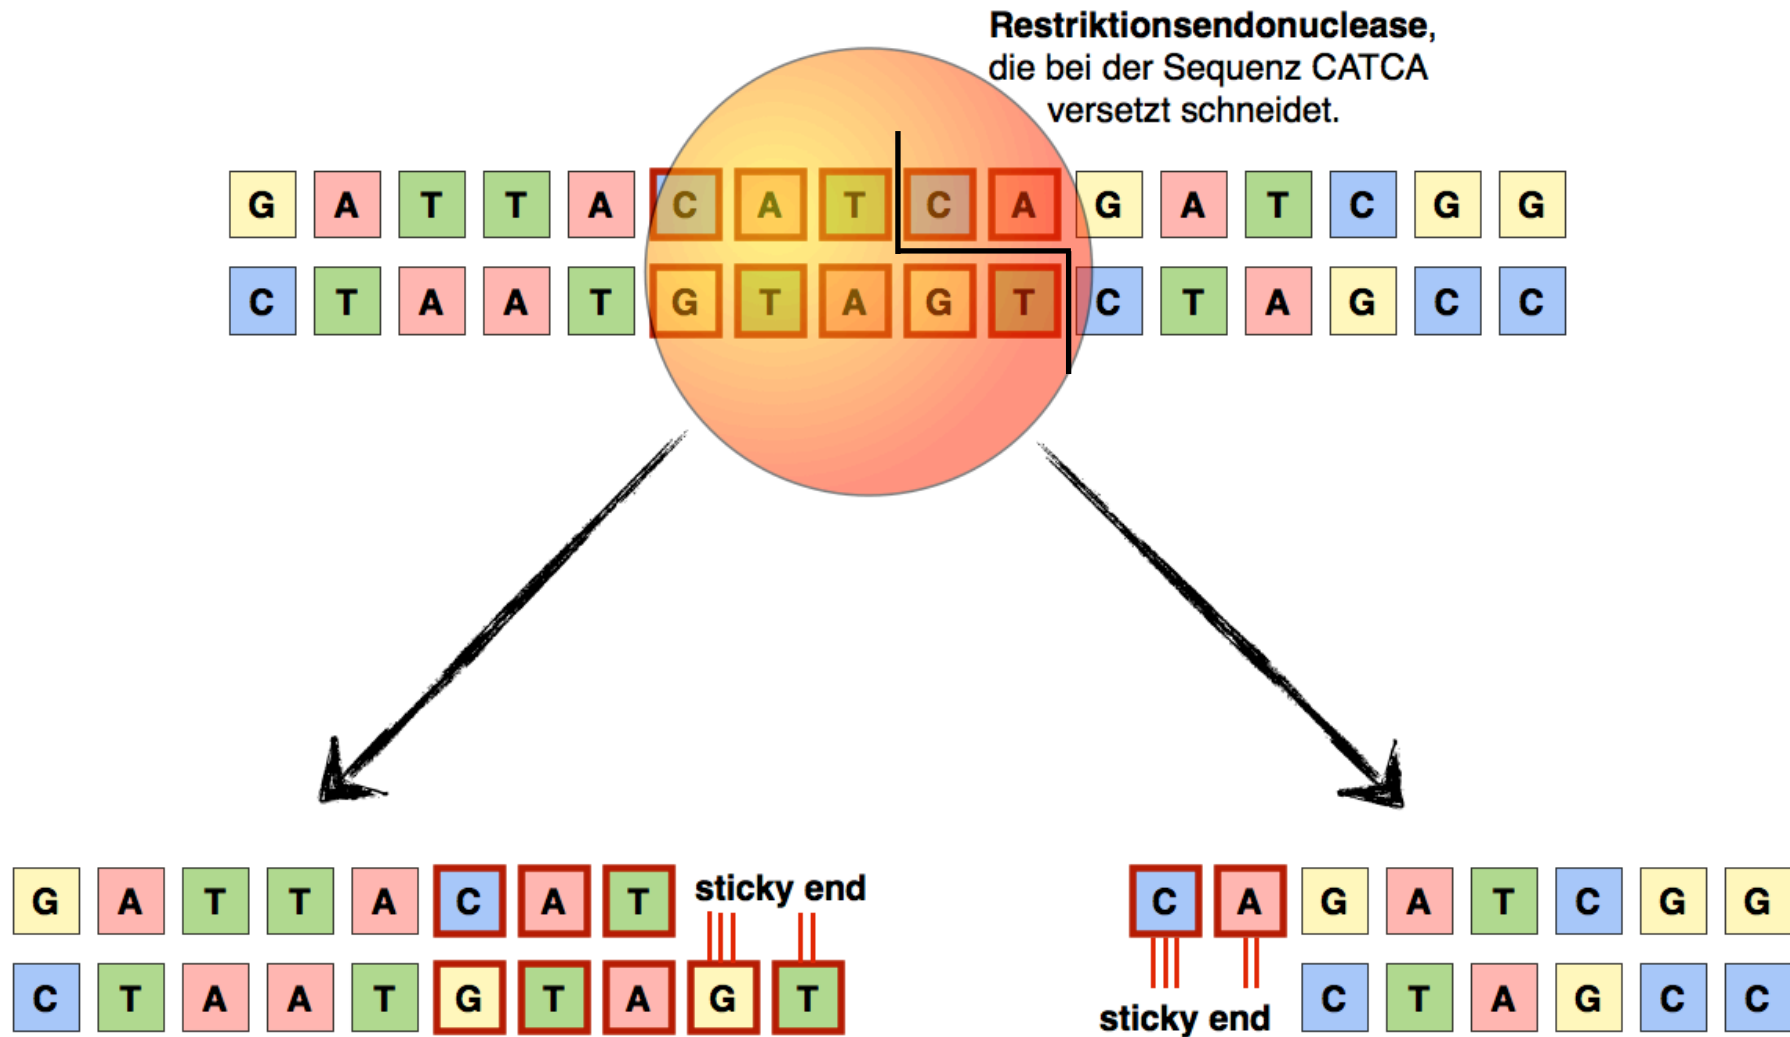 Restriktionsendonuclease,
die bei der Sequenz CATCA
versetzt schneidet.
G A T T A C A T C A G A T C G G
C T A A T G T A G T C T A G C C
G A T T A C A T sticky end
C T A A T G T A G T
C A G A T C G G
C T A G C C
sticky end